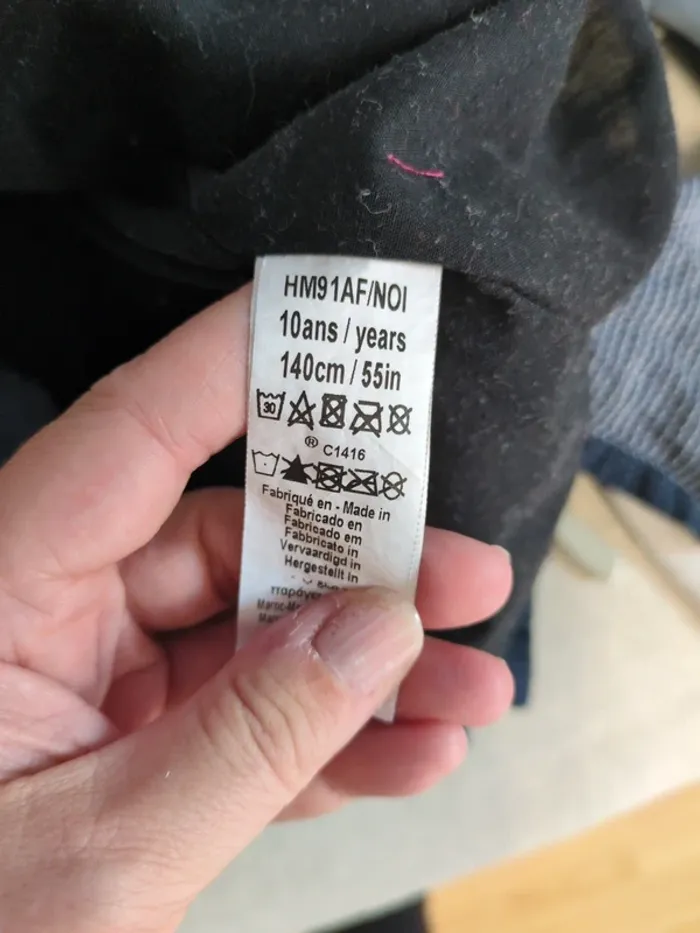 HM91AF/NOI
10ans / years
140cm / 55in
30
® C1416
Fabriqué en - Made in
Fabricado en
Fabricado em
Fabbricato in
Vervaardigd in
Hergestellt in